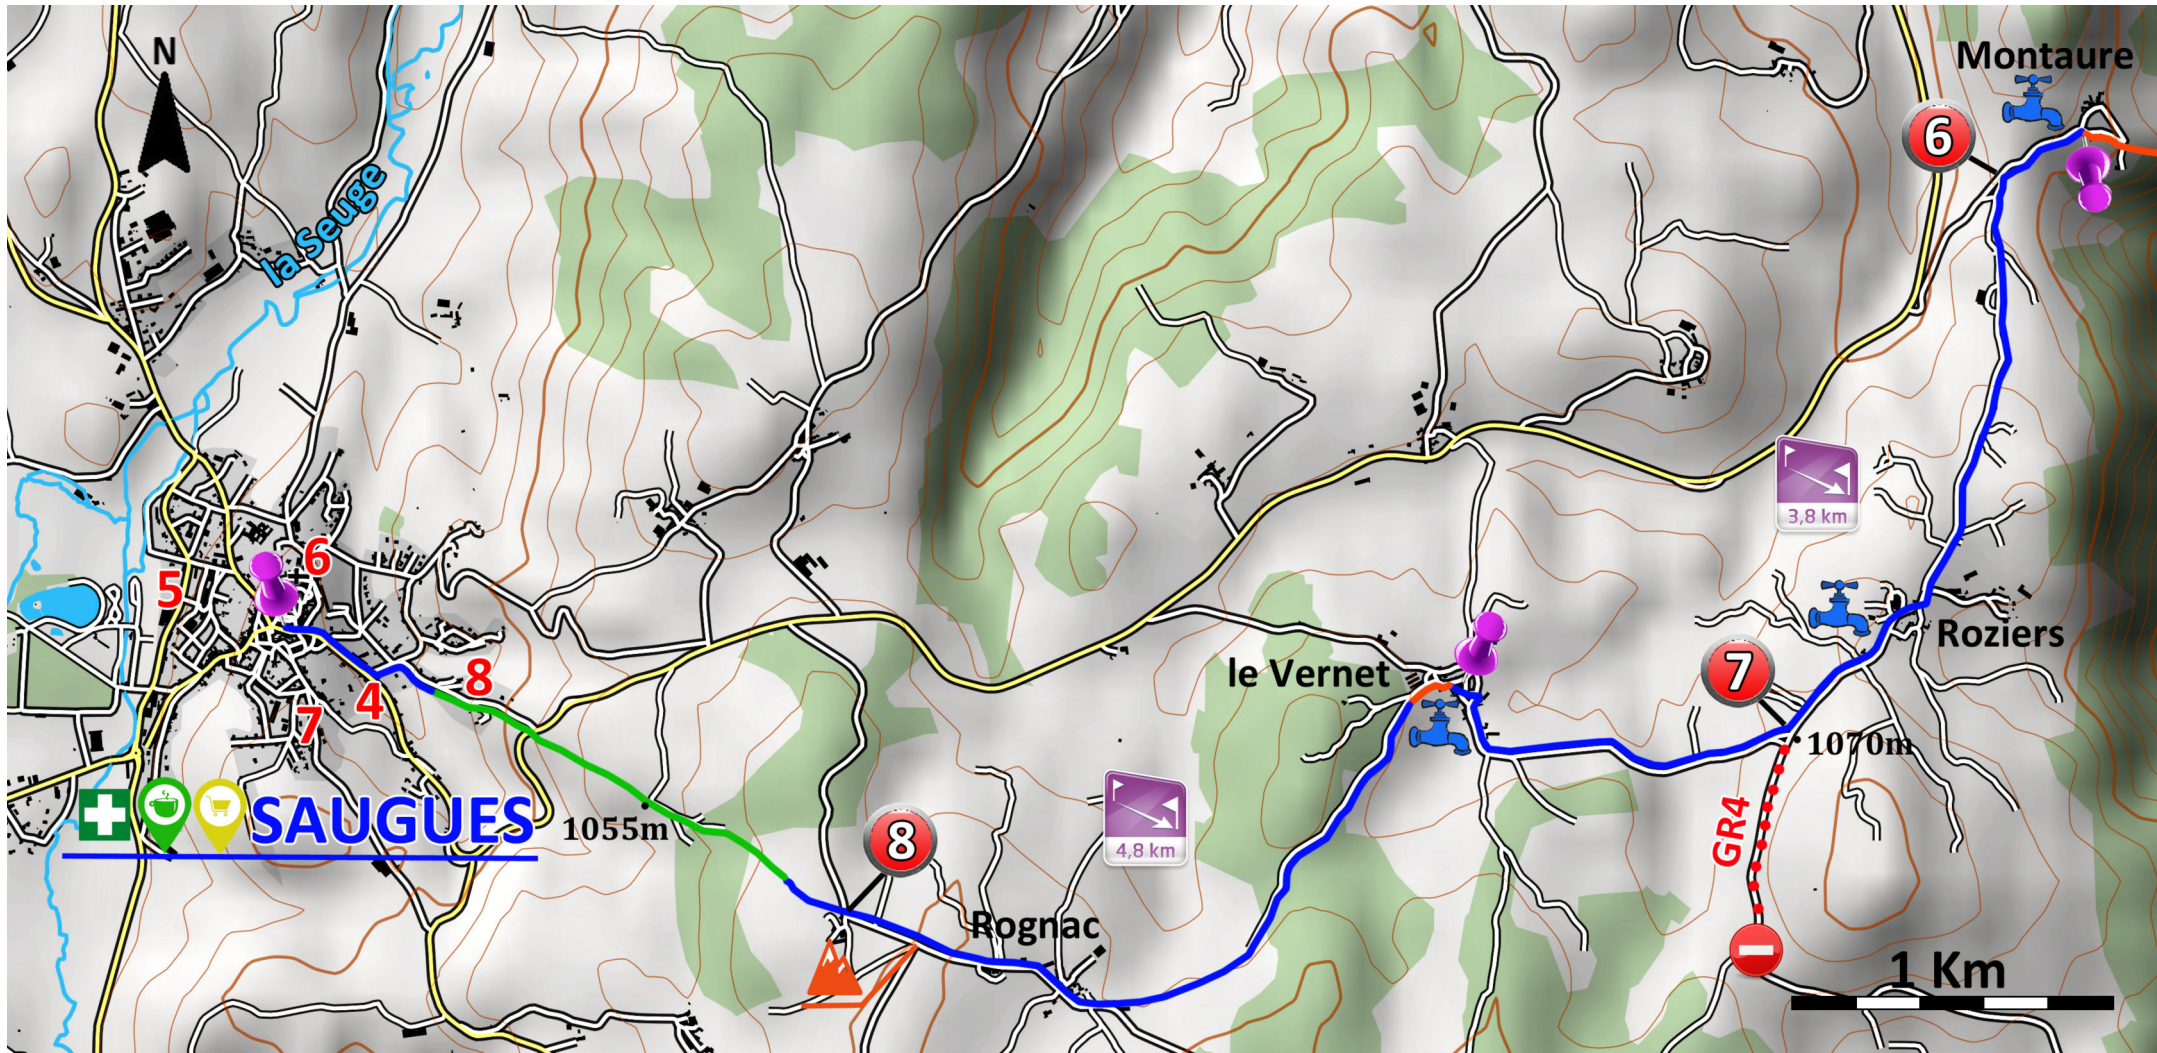 N
Montaure
6
la Seuge
3,8 km
6
5
Roziers
le Vernet
7
8
4
7
1070m
SAUGUES
1055m
GR4
8
4,8 km
Rognac
1 Km